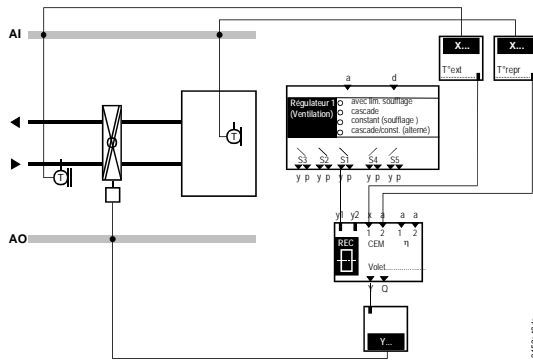 AI
X...
X...
T°ext
T°repr
a d
Régulateur 1
(Ventilation)
avec lim. soufflage
cascade
constant (soufflage )
cascade/const. (alterné)
S3 S2 S1 S4 S5
y p y p y p y p y p
T
T
y1 y2 x a a a
1 2 1 2
REC
CEM η
Volet
AO
Y Q
Y...